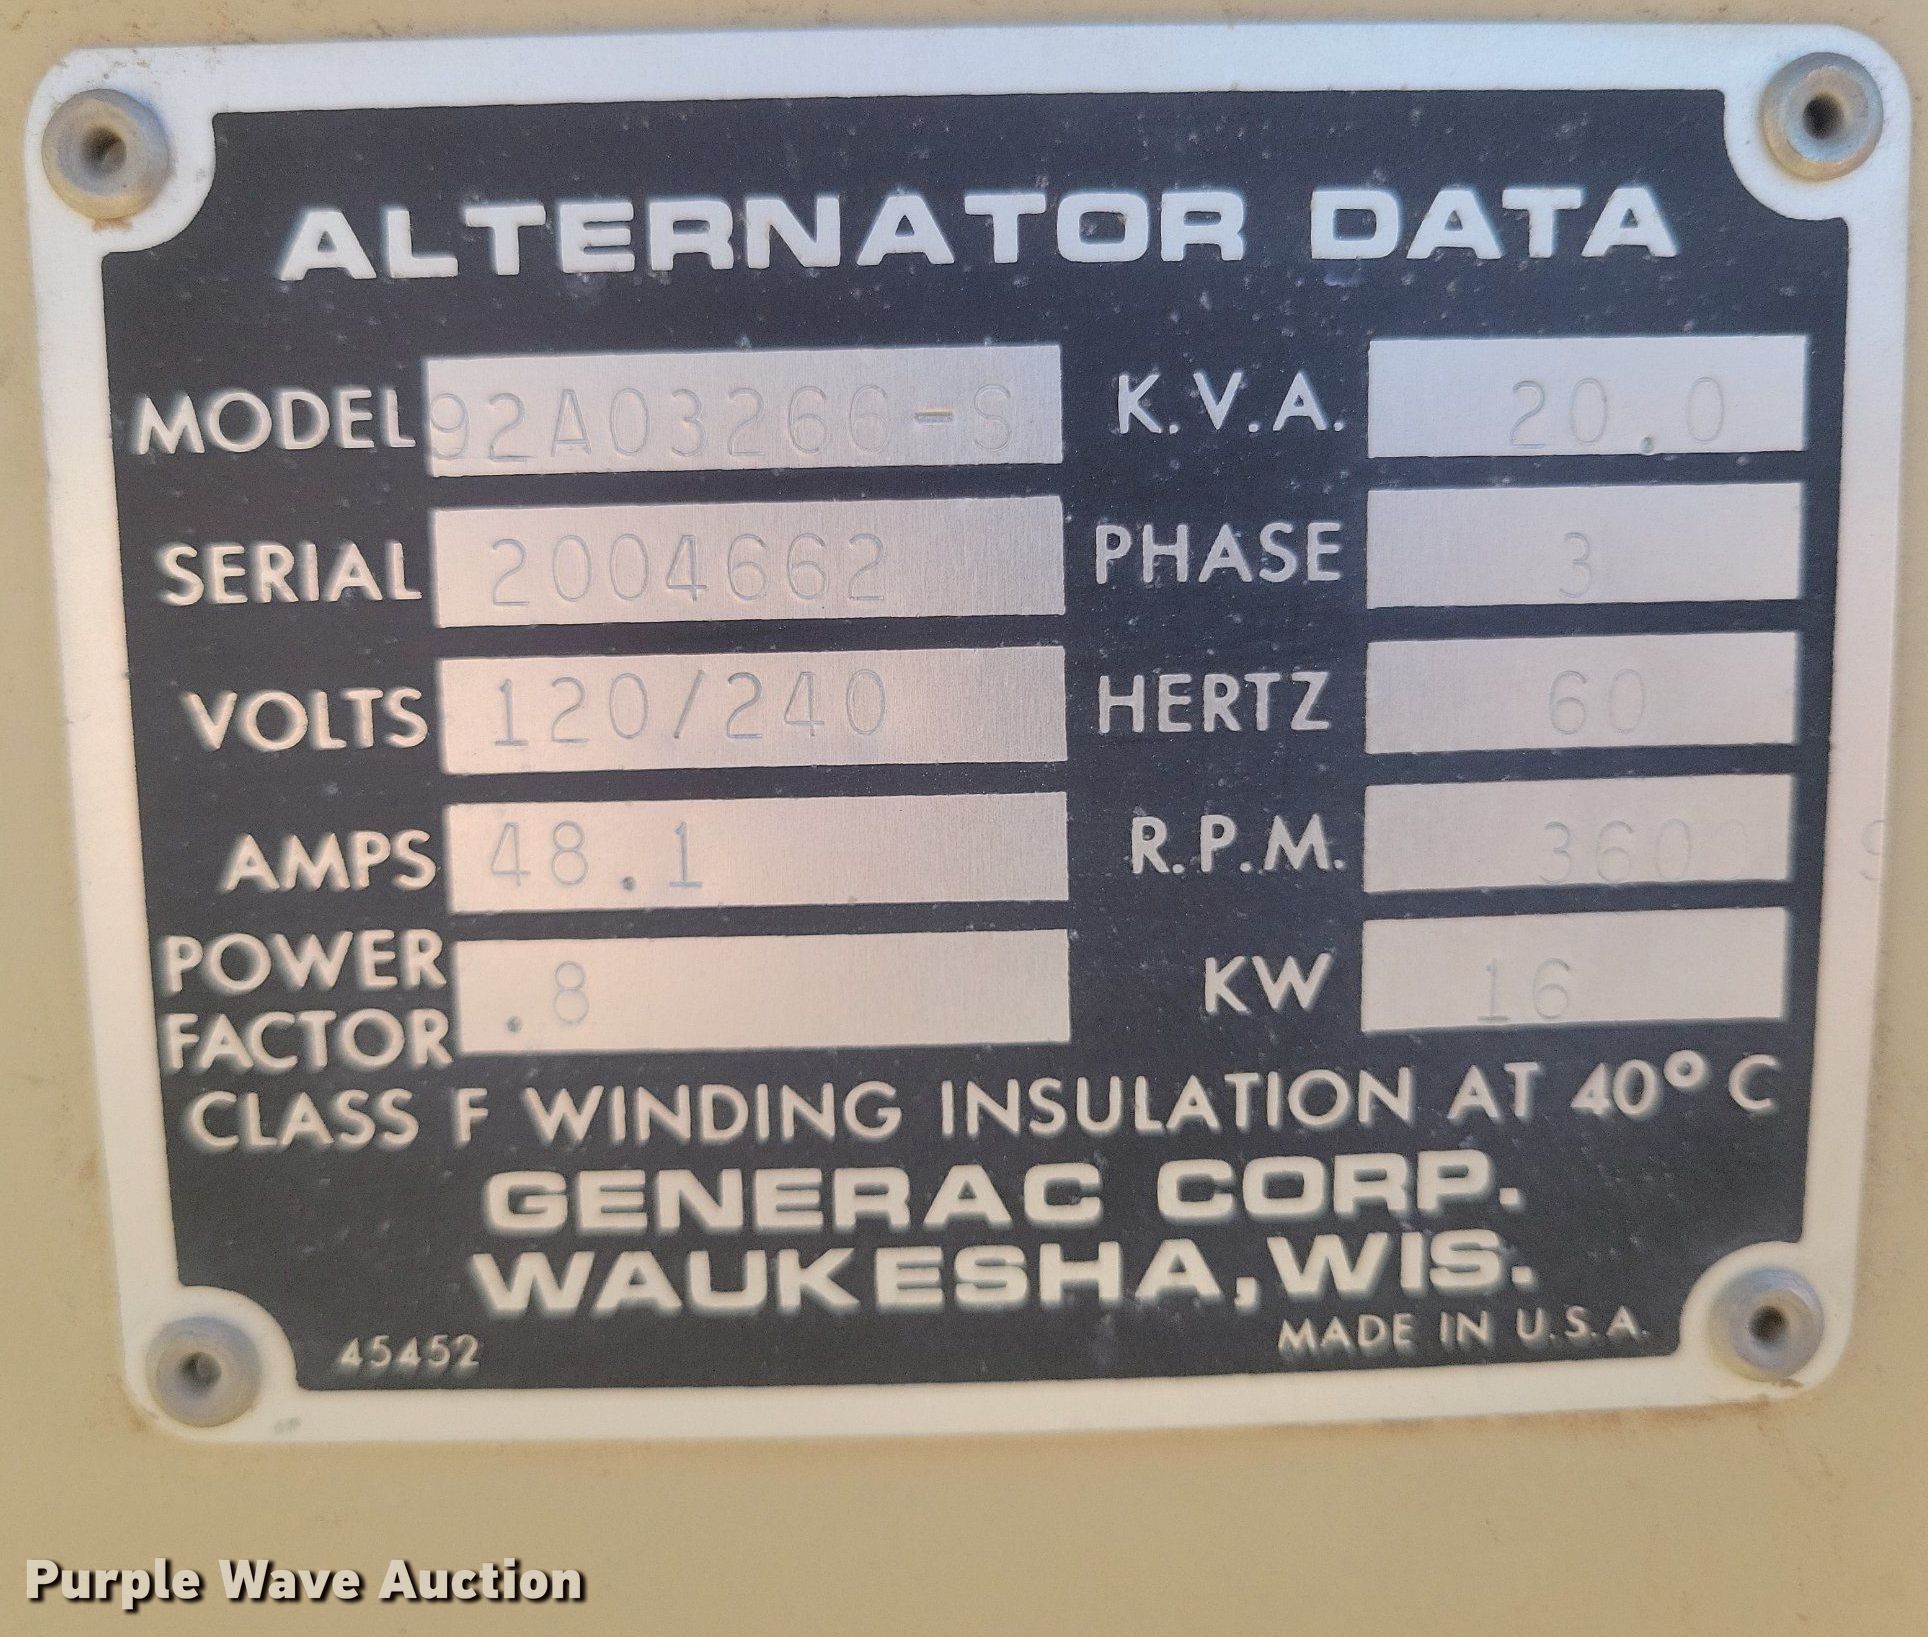 ALTERNATOR DATA
MODEL 92A03266-S K.V.A. 20.0
SERIAL 2004662 PHASE 3
VOLTS 120/240 HERTZ 60
AMPS 48.1 R.P.M. 3600 S
POWER FACTOR .8 KW 16
CLASS F WINDING INSULATION AT 40° C
GENERAC CORP.
WAUKESHA, WIS.
45452 MADE IN U.S.A.
Purple Wave Auction